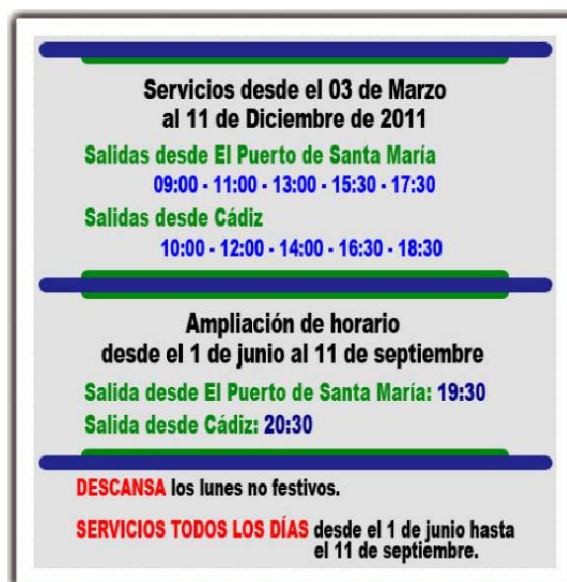 Servicios desde el 03 de Marzo
al 11 de Diciembre de 2011
Salidas desde El Puerto de Santa María
09:00 - 11:00 - 13:00 - 15:30 - 17:30
Salidas desde Cádiz
10:00 - 12:00 - 14:00 - 16:30 - 18:30
Ampliación de horario
desde el 1 de junio al 11 de septiembre
Salida desde El Puerto de Santa María: 19:30
Salida desde Cádiz: 20:30
DESCANSA los lunes no festivos.
SERVICIOS TODOS LOS DÍAS desde el 1 de junio hasta
el 11 de septiembre.